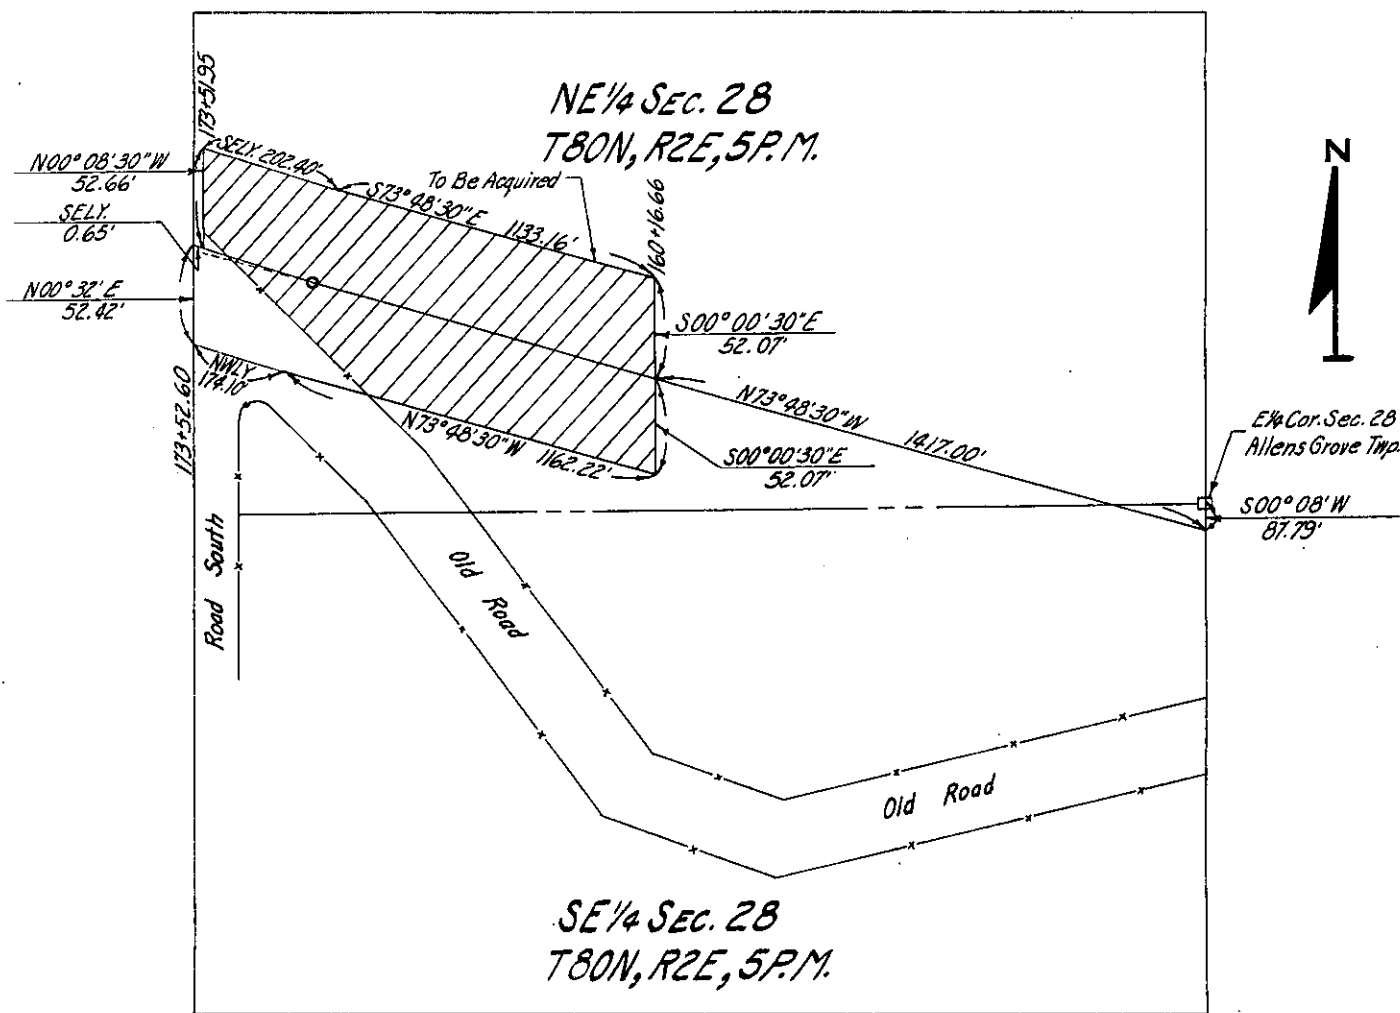 NE¼ SEC. 28
T80N, R2E, 5P.M.
173+51.95
N00°08'30"W
52.66'
SELY. 202.40'
To Be Acquired
S73°48'30"E 1133.16'
160+16.66
N
SELY.
0.65'
N00°32'E
52.42'
S00°00'30"E
52.07'
NWLY.
174.10'
173+52.60
N73°48'30"W 1162.22'
N73°48'30"W 1417.00'
S00°00'30"E
52.07'
E¼ Cor. Sec. 28
Allens Grove Twp.
S00°08'W
87.79'
Road South
Old Road
Old Road
SE¼ SEC. 28
T80N, R2E, 5P.M.